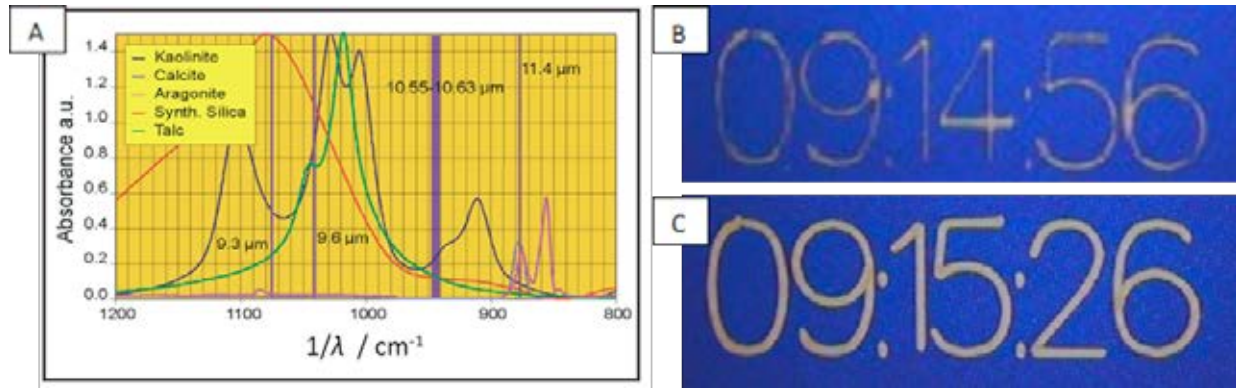 A
1.4
1.2
1.0
0.8
0.6
0.4
0.2
0.0
Absorbance a.u.
Kaolinite
Calcite
Aragonite
Synth. Silica
Talc
9.3 µm
9.6 µm
10.55-10.63 µm
11.4 µm
1200 1100 1000 900 800
1/λ / cm⁻¹
B
09:14:56
C
09:15:26